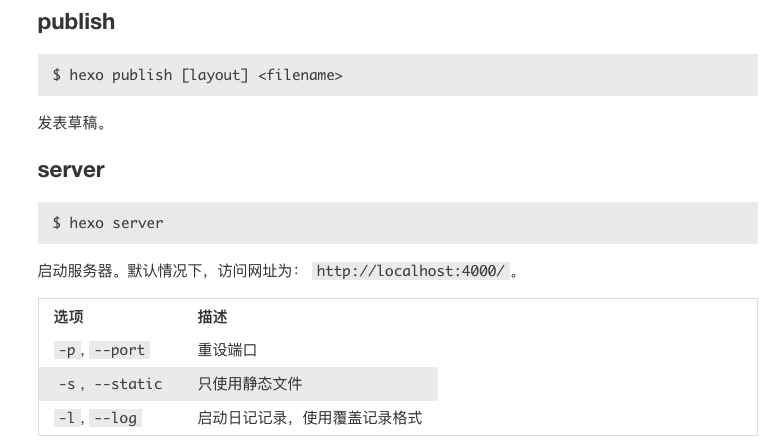 publish
$ hexo publish [layout] <filename>
发表草稿。
server
$ hexo server
启动服务器。默认情况下，访问网址为： http://localhost:4000/。
选项 描述
-p, --port 重设端口
-s, --static 只使用静态文件
-l, --log 启动日记记录，使用覆盖记录格式